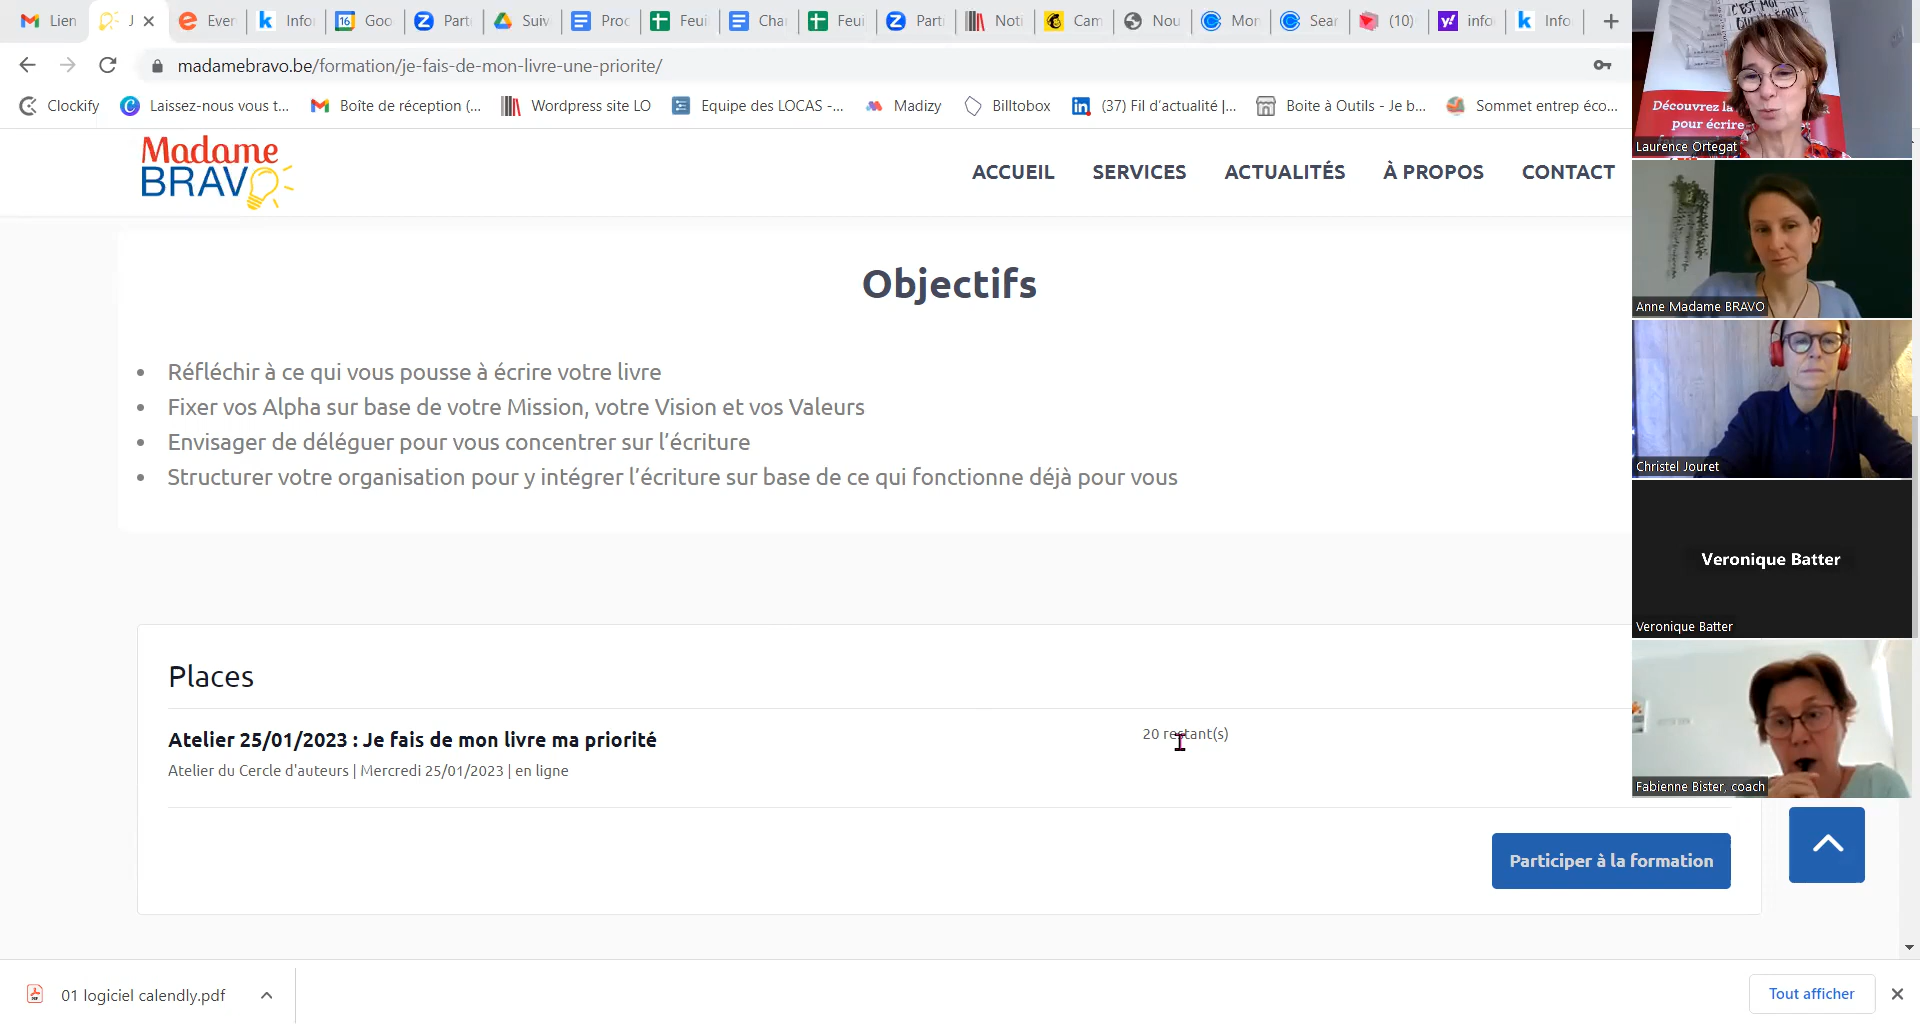 Lien
J
Ever
Info
Goo
Parti
Suiv
Proc
Feui
Cha
Feui
Parti
Noti
Cam
Nou
Mon
Sear
(10)
info
Info
madamebravo.be/formation/je-fais-de-mon-livre-une-priorite/
Clockify
Laissez-nous vous t...
Boîte de réception (...
Wordpress site LO
Equipe des LOCAS -...
Madizy
Billtobox
(37) Fil d'actualité |...
Boite à Outils - Je b...
Sommet entrep éco...
Madame
BRAVO
ACCUEIL
SERVICES
ACTUALITÉS
À PROPOS
CONTACT
Objectifs
• Réfléchir à ce qui vous pousse à écrire votre livre
• Fixer vos Alpha sur base de votre Mission, votre Vision et vos Valeurs
• Envisager de déléguer pour vous concentrer sur l'écriture
• Structurer votre organisation pour y intégrer l'écriture sur base de ce qui fonctionne déjà pour vous
Places
Atelier 25/01/2023 : Je fais de mon livre ma priorité
20 restant(s)
Atelier du Cercle d'auteurs | Mercredi 25/01/2023 | en ligne
Participer à la formation
01 logiciel calendly.pdf
Tout afficher
C'EST MOI
Découvrez la
pour écrire
Laurence Ortegat
Anne Madame BRAVO
Christel Jouret
Veronique Batter
Veronique Batter
Fabienne Bister, coach